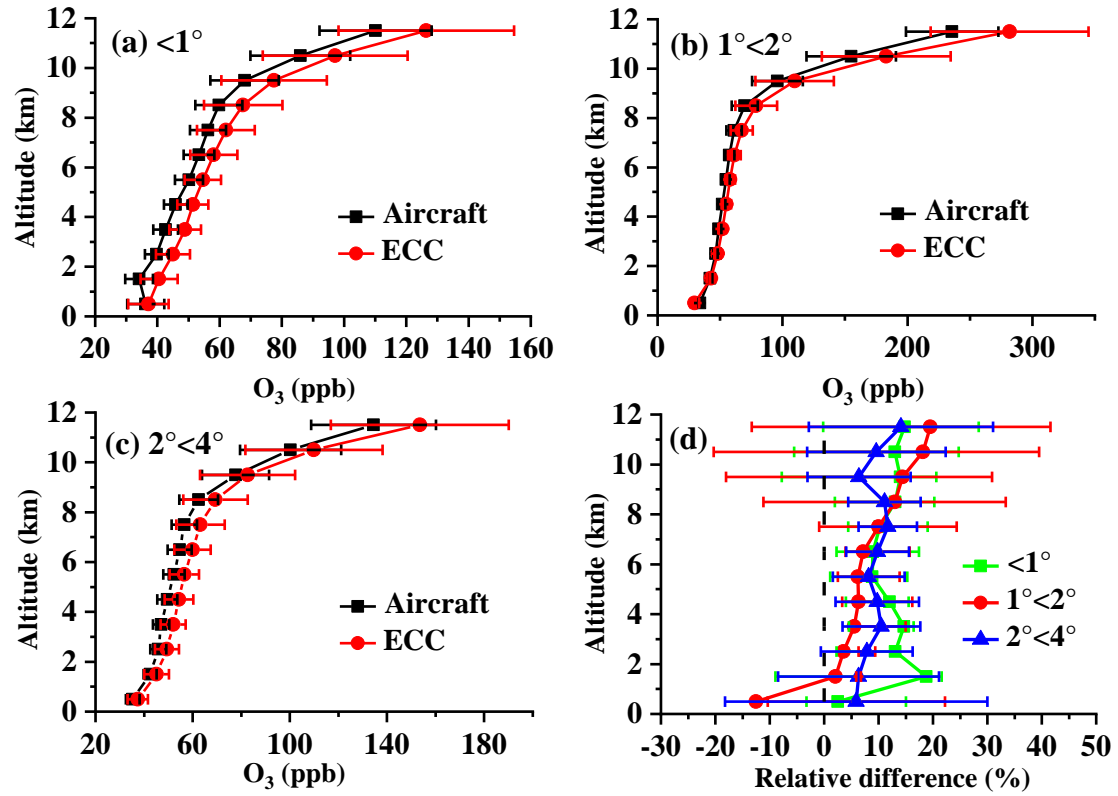 (a) <1°
Altitude (km)
12
10
8
6
4
2
0
Aircraft
ECC
20 40 60 80 100 120 140 160
O3 (ppb)
(b) 1°<2°
Altitude (km)
12
10
8
6
4
2
0
Aircraft
ECC
0 100 200 300
O3 (ppb)
(c) 2°<4°
Altitude (km)
12
10
8
6
4
2
0
Aircraft
ECC
20 60 100 140 180
O3 (ppb)
(d)
Altitude (km)
12
10
8
6
4
2
0
<1°
1°<2°
2°<4°
-30 -20 -10 0 10 20 30 40 50
Relative difference (%)